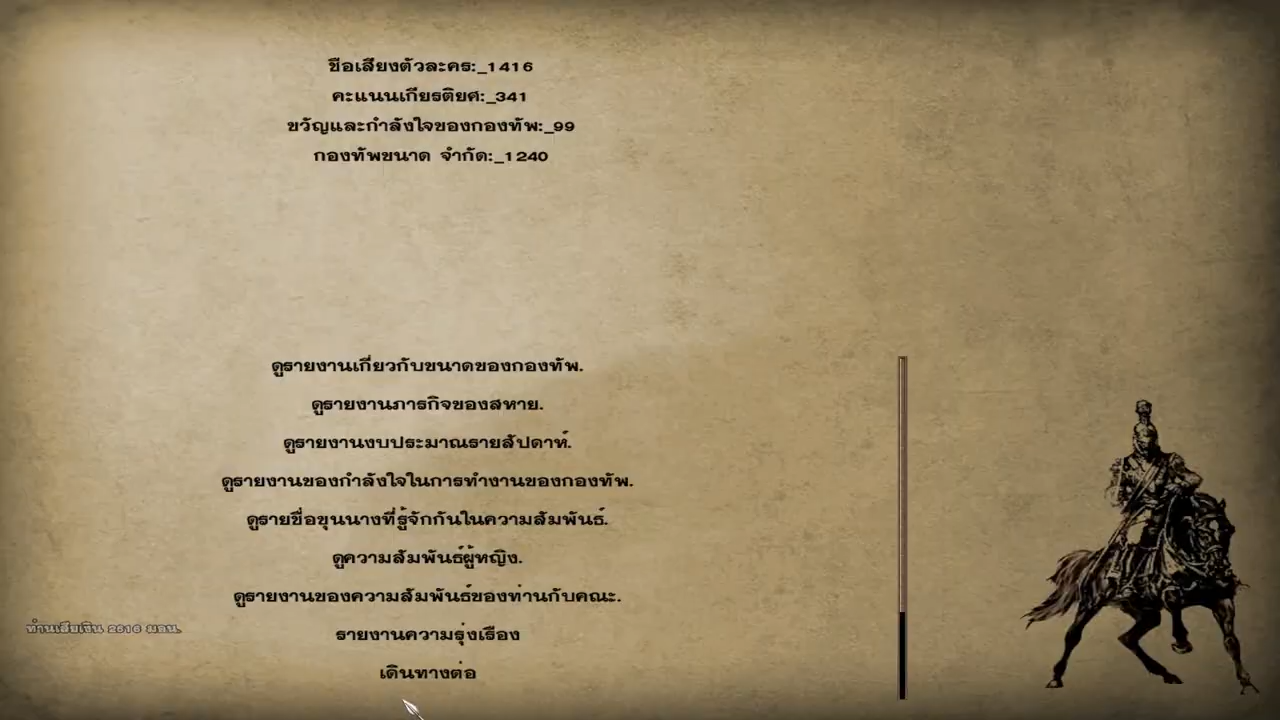 ชื่อเสียงตัวละคร:_1416
คะแนนเกียรติยศ:_341
ขวัญและกำลังใจของกองทัพ:_99
กองทัพขนาด จำกัด:_1240
ดูรายงานเกี่ยวกับขนาดของกองทัพ.
ดูรายงานภารกิจของสหาย.
ดูรายงานงบประมาณรายสัปดาห์.
ดูรายงานของกำลังใจในการทำงานของกองทัพ.
ดูรายชื่อขุนนางที่รู้จักกันในความสัมพันธ์.
ดูความสัมพันธ์ผู้หญิง.
ดูรายงานของความสัมพันธ์ของท่านกับคณะ.
ท่านเสียเงิน 2616 มอน.
รายงานความรุ่งเรือง
เดินทางต่อ